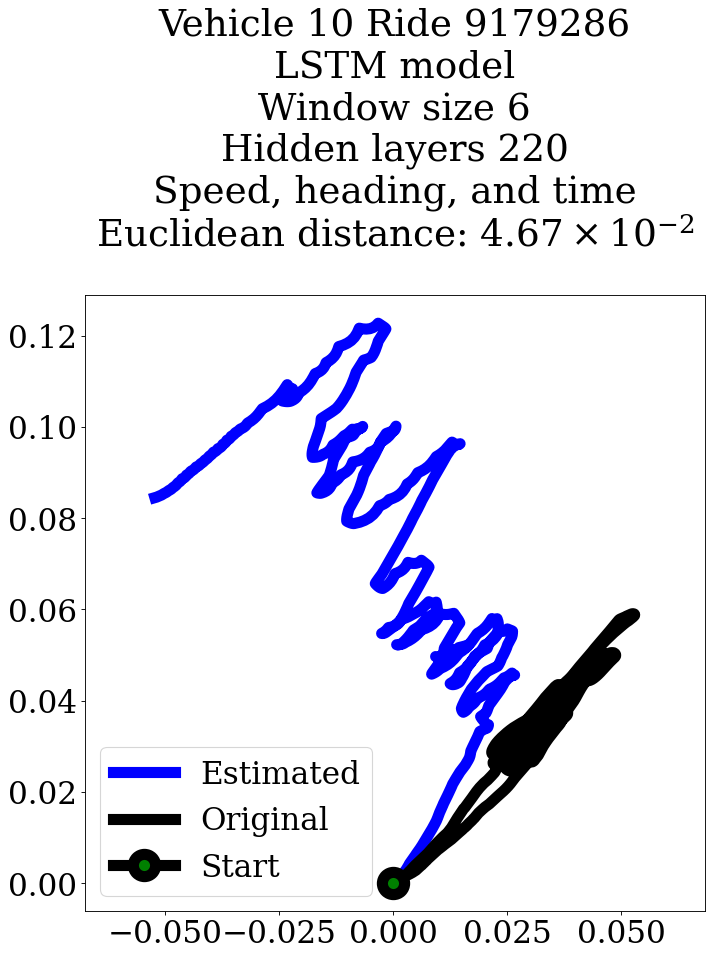 Vehicle 10 Ride 9179286
LSTM model
Window size 6
Hidden layers 220
Speed, heading, and time
Euclidean distance: 4.67 × 10⁻²
0.12
0.10
0.08
0.06
0.04
0.02
0.00
Estimated
Original
Start
−0.050 −0.025 0.000 0.025 0.050